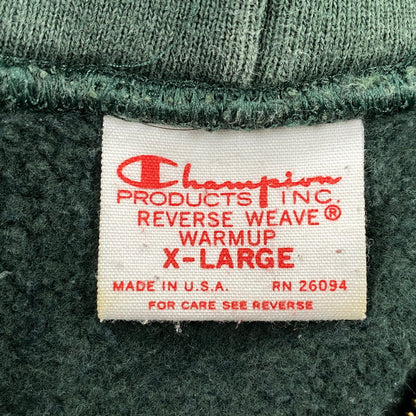 Champion
PRODUCTS INC.
REVERSE WEAVE®
WARMUP
X-LARGE
MADE IN U.S.A. RN 26094
FOR CARE SEE REVERSE